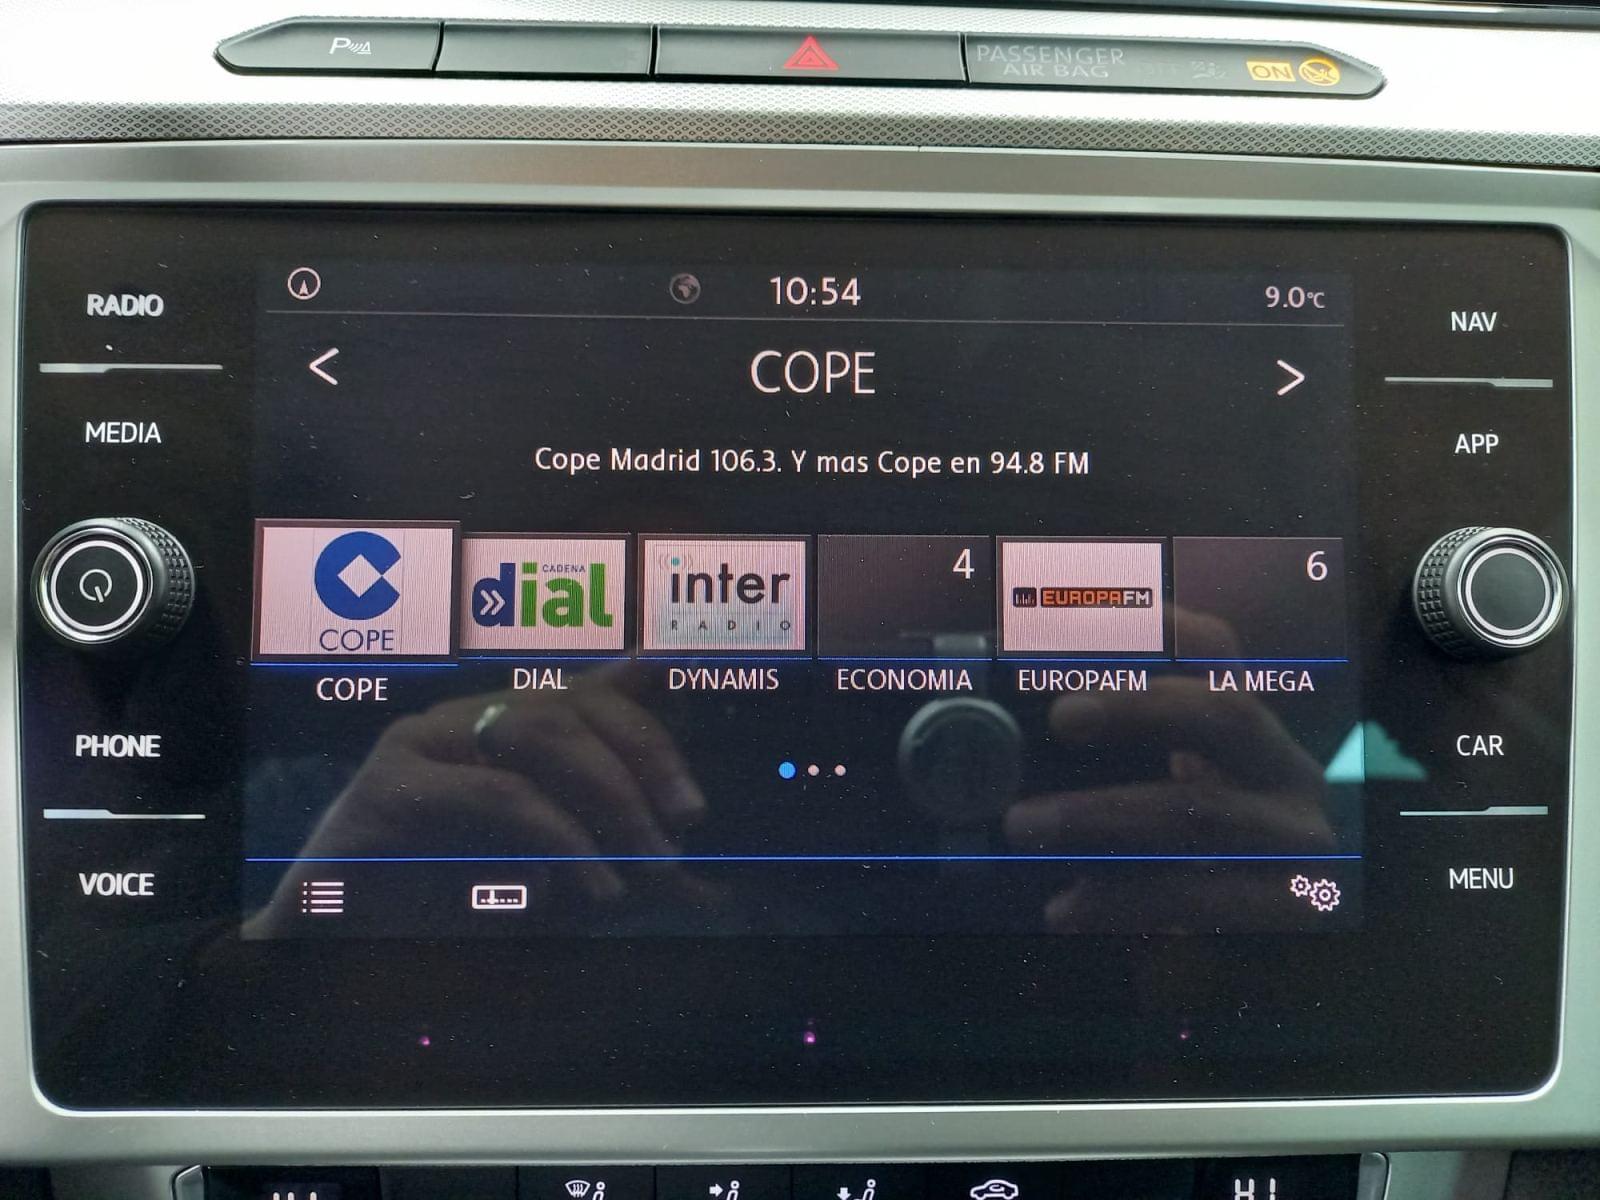 P
PASSENGER
AIR BAG OFF ON
RADIO
MEDIA
PHONE
VOICE
10:54
9.0°C
< COPE >
Cope Madrid 106.3. Y mas Cope en 94.8 FM
COPE
CADENA
dial
inter
RADIO
4
EUROPAFM
6
COPE DIAL DYNAMIS ECONOMIA EUROPAFM LA MEGA
NAV
APP
CAR
MENU